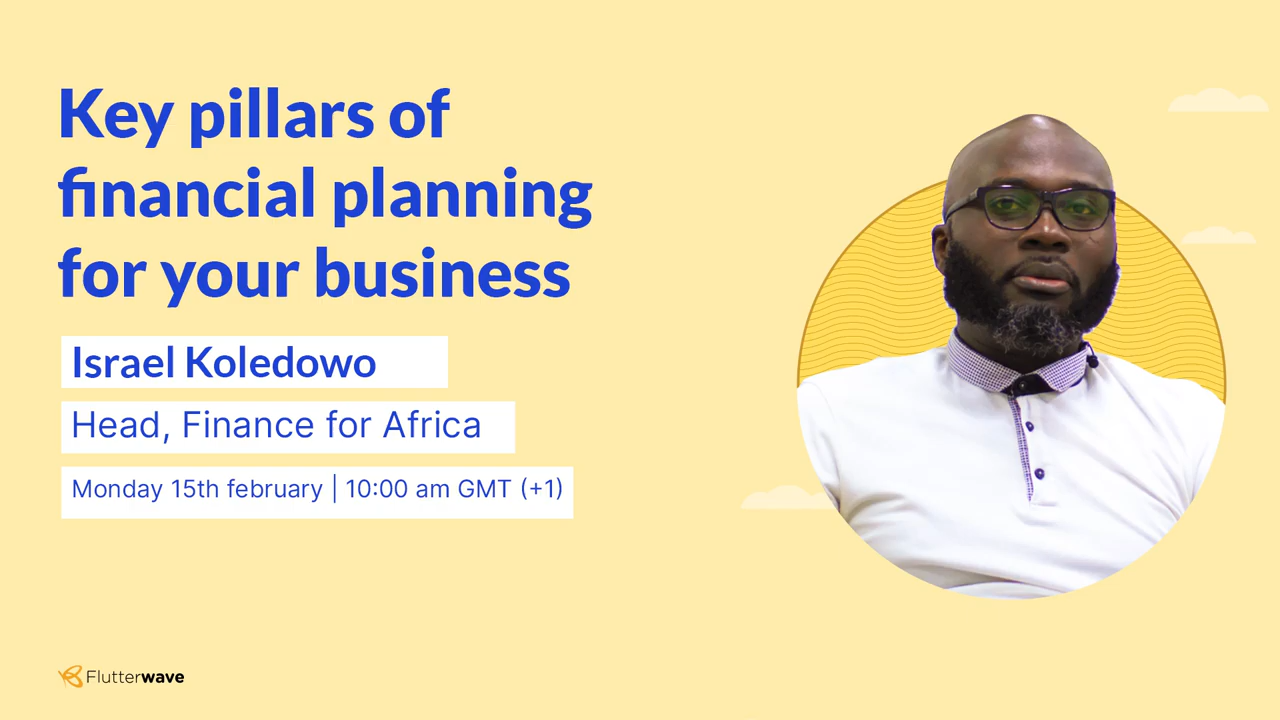 Key pillars of
financial planning
for your business
Israel Koledowo
Head, Finance for Africa
Monday 15th february | 10:00 am GMT (+1)
Flutterwave